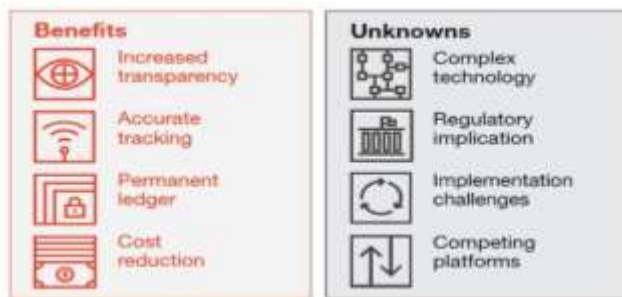 Benefits
Increased
transparency
Accurate
tracking
Permanent
ledger
Cost
reduction
Unknowns
Complex
technology
Regulatory
implication
Implementation
challenges
Competing
platforms